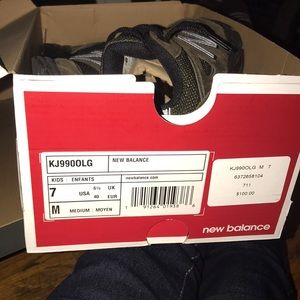 KJ990OLG
NEW BALANCE
KIDS : ENFANTS
newbalance.com
7 USA 6½ UK
40 EUR
M MEDIUM : MOYEN
KJ990OLG M 7
6372658104
711
$100.00
new balance